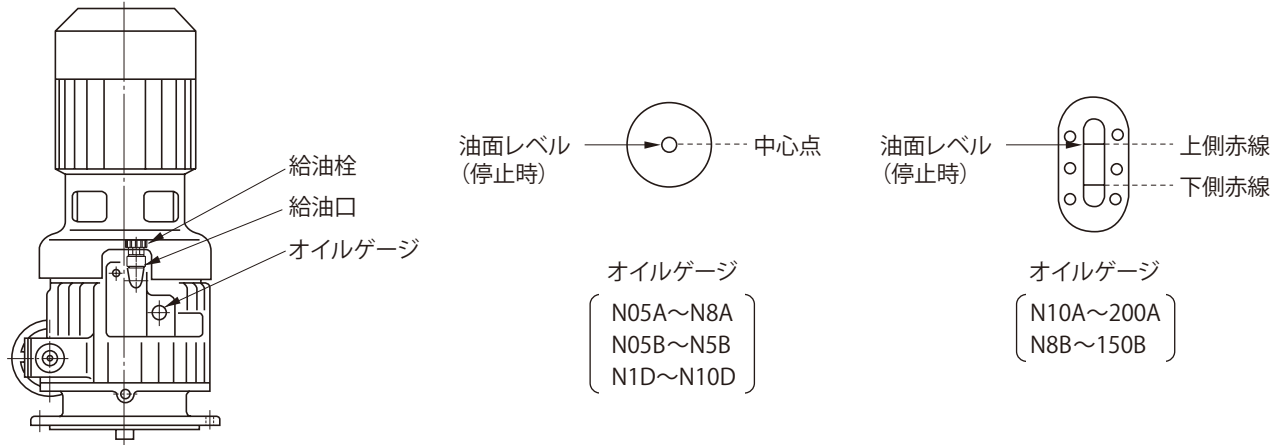 給油栓
給油口
オイルゲージ
油面レベル
（停止時）
中心点
オイルゲージ
N05A～N8A
N05B～N5B
N1D～N10D
油面レベル
（停止時）
上側赤線
下側赤線
オイルゲージ
N10A～200A
N8B～150B